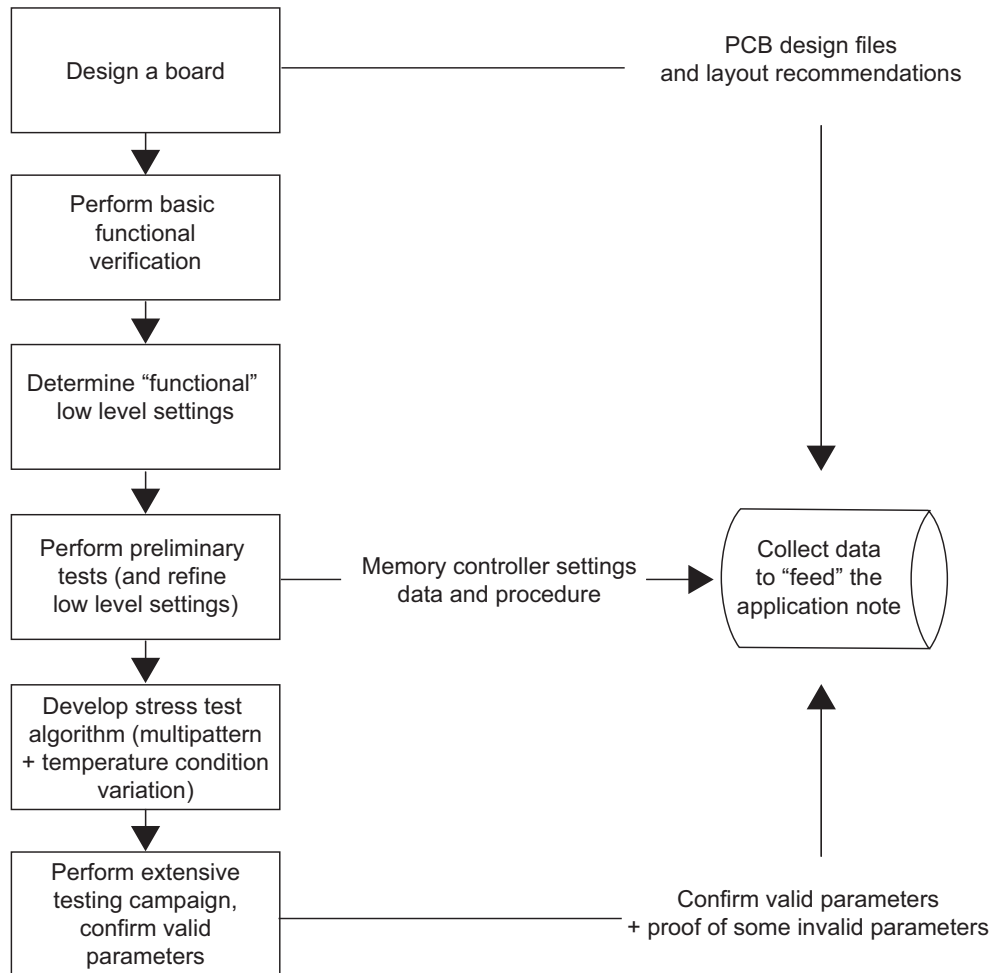 Design a board
PCB design files
and layout recommendations
Perform basic
functional
verification
Determine “functional”
low level settings
Perform preliminary
tests (and refine
low level settings)
Memory controller settings
data and procedure
Collect data
to “feed” the
application note
Develop stress test
algorithm (multipattern
+ temperature condition
variation)
Perform extensive
testing campaign,
confirm valid
parameters
Confirm valid parameters
+ proof of some invalid parameters